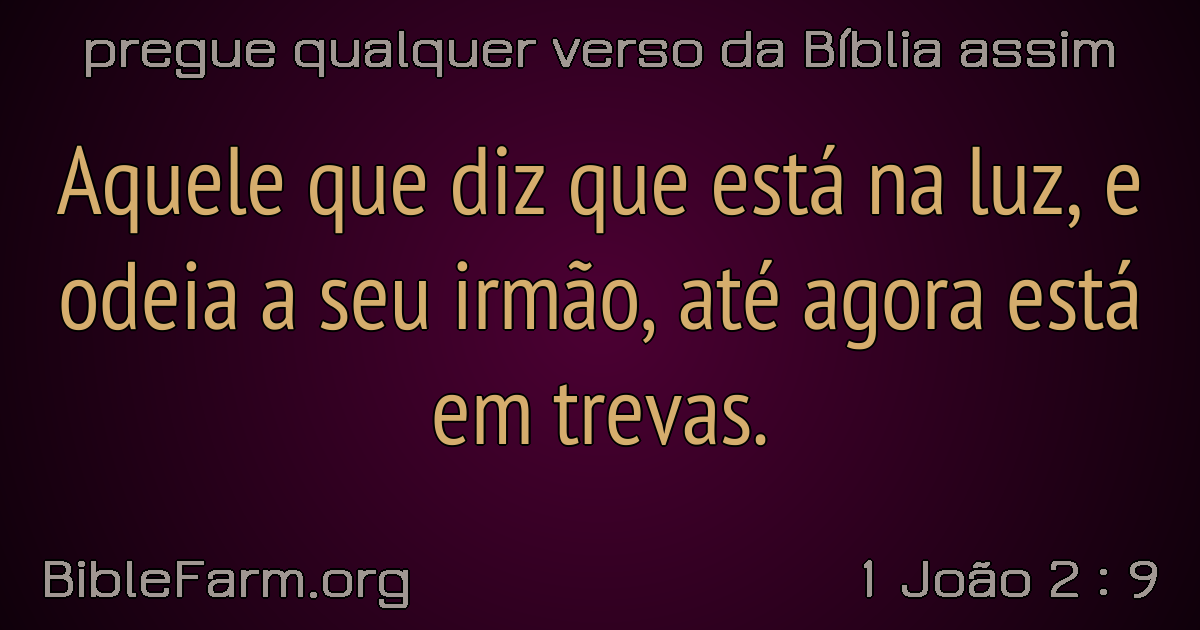 pregue qualquer verso da Bíblia assim
Aquele que diz que está na luz, e
odeia a seu irmão, até agora está
em trevas.
BibleFarm.org
1 João 2 : 9